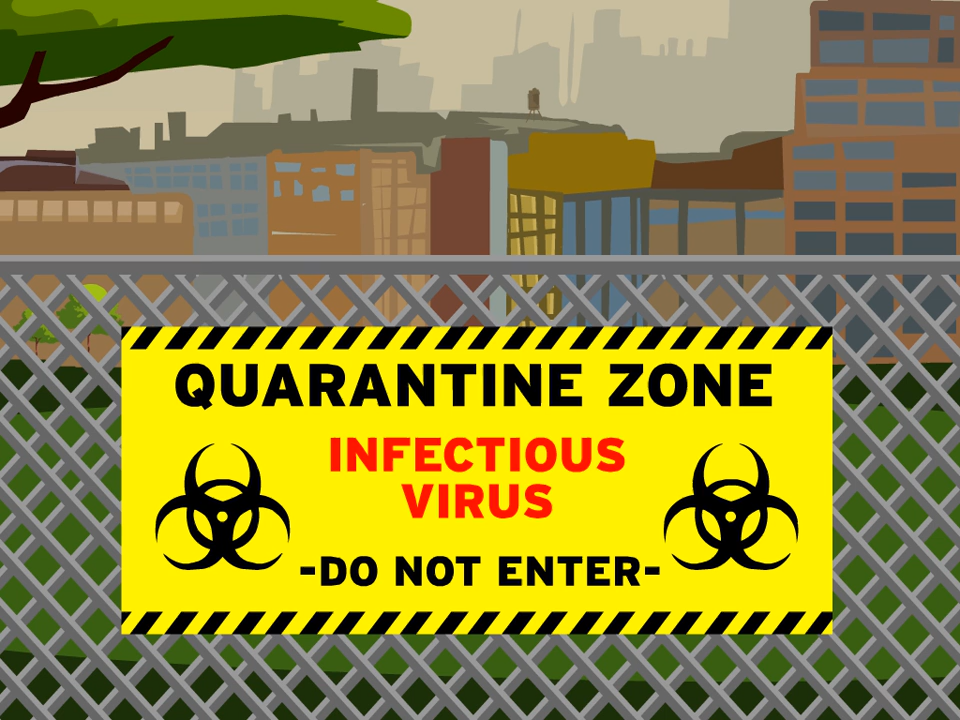 QUARANTINE ZONE
INFECTIOUS
VIRUS
-DO NOT ENTER-